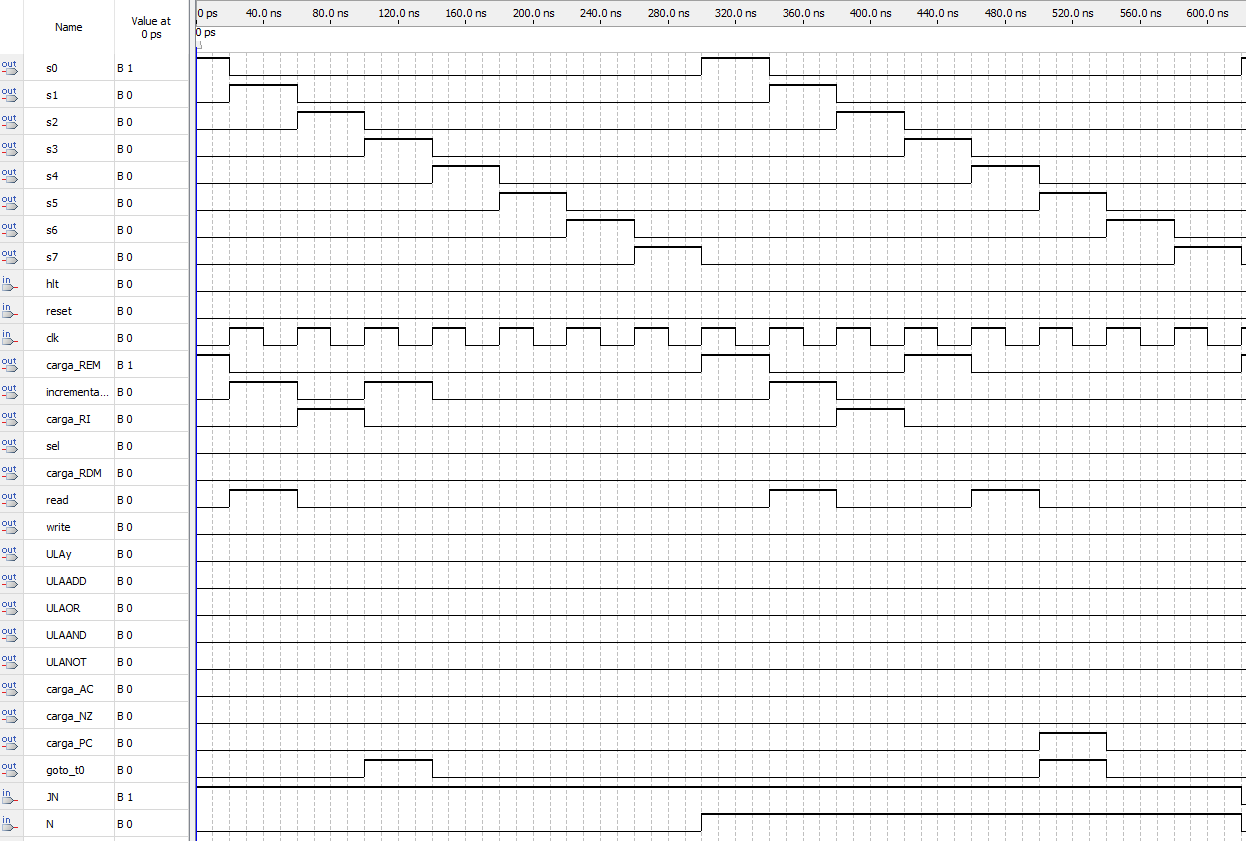 Name
Value at
0 ps
0 ps 40.0 ns 80.0 ns 120.0 ns 160.0 ns 200.0 ns 240.0 ns 280.0 ns 320.0 ns 360.0 ns 400.0 ns 440.0 ns 480.0 ns 520.0 ns 560.0 ns 600.0 ns
0 ps
out s0 B 1
out s1 B 0
out s2 B 0
out s3 B 0
out s4 B 0
out s5 B 0
out s6 B 0
out s7 B 0
in hlt B 0
in reset B 0
in clk B 0
out carga_REM B 1
out incrementa... B 0
out carga_RI B 0
out sel B 0
out carga_RDM B 0
out read B 0
out write B 0
out ULAy B 0
out ULAADD B 0
out ULAOR B 0
out ULAAND B 0
out ULANOT B 0
out carga_AC B 0
out carga_NZ B 0
out carga_PC B 0
out goto_t0 B 0
in JN B 1
in N B 0